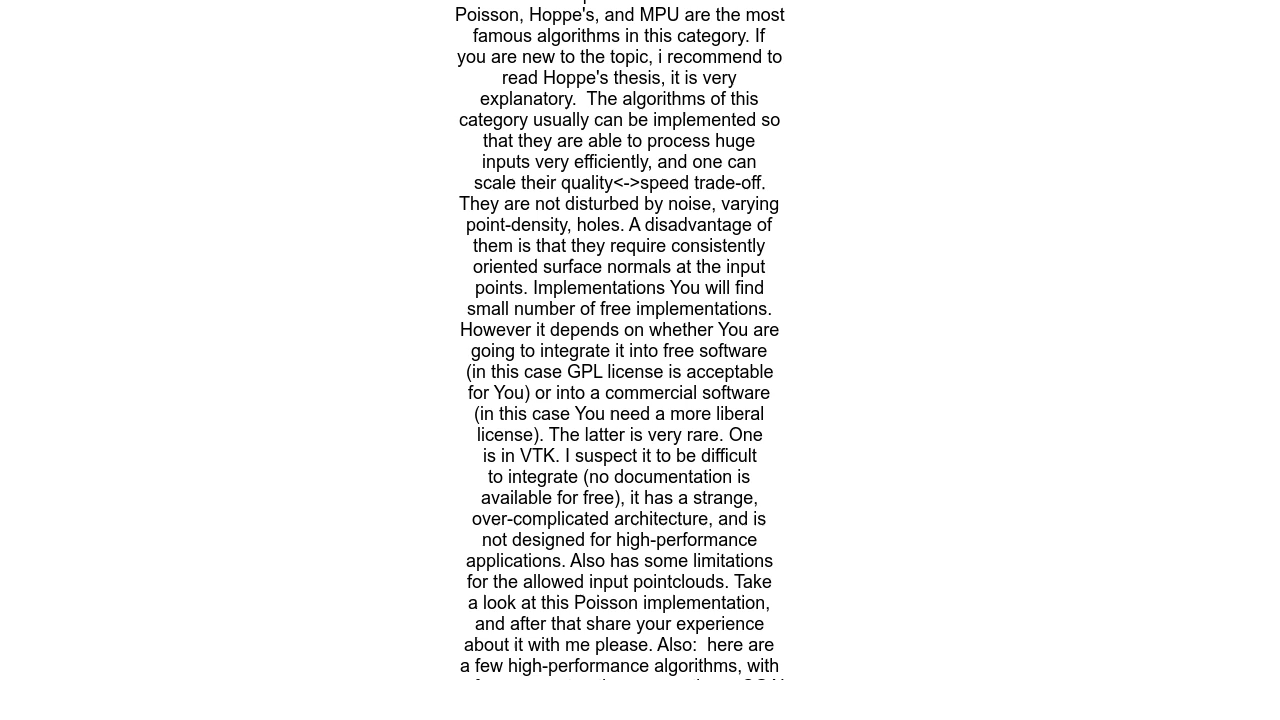 Poisson, Hoppe's, and MPU are the most
famous algorithms in this category. If
you are new to the topic, i recommend to
read Hoppe's thesis, it is very
explanatory.  The algorithms of this
category usually can be implemented so
that they are able to process huge
inputs very efficiently, and one can
scale their quality<->speed trade-off.
They are not disturbed by noise, varying
point-density, holes. A disadvantage of
them is that they require consistently
oriented surface normals at the input
points. Implementations You will find
small number of free implementations.
However it depends on whether You are
going to integrate it into free software
(in this case GPL license is acceptable
for You) or into a commercial software
(in this case You need a more liberal
license). The latter is very rare. One
is in VTK. I suspect it to be difficult
to integrate (no documentation is
available for free), it has a strange,
over-complicated architecture, and is
not designed for high-performance
applications. Also has some limitations
for the allowed input pointclouds. Take
a look at this Poisson implementation,
and after that share your experience
about it with me please. Also:  here are
a few high-performance algorithms, with